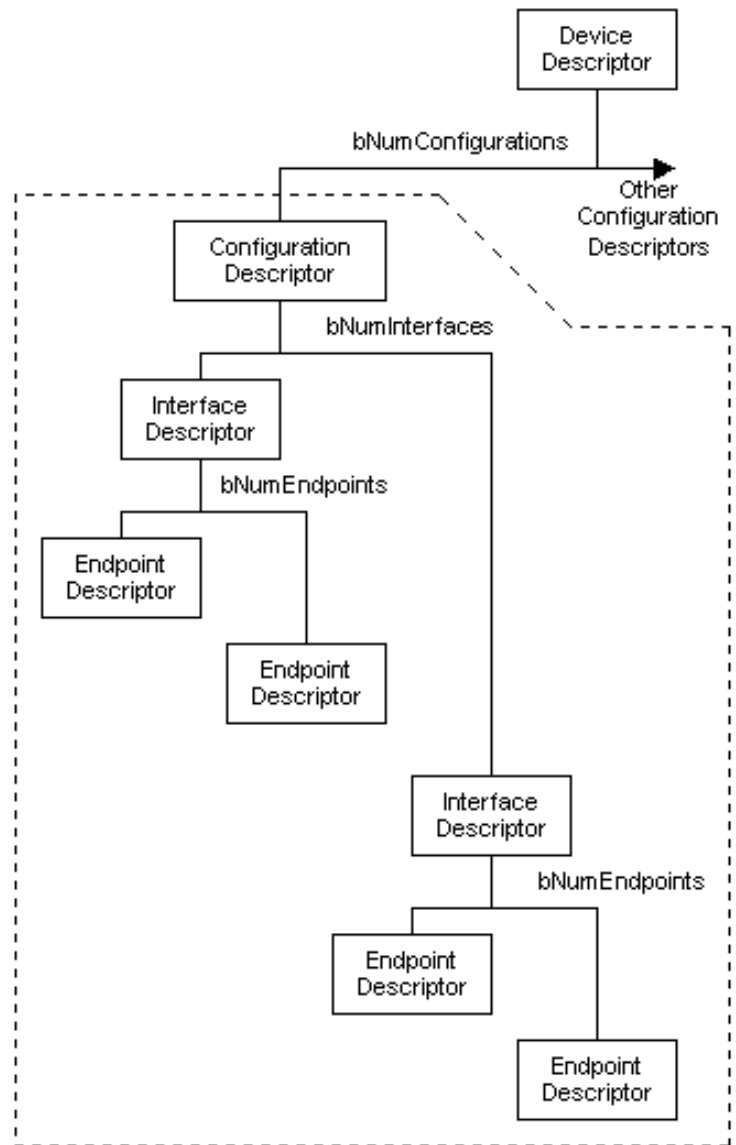 Device
Descriptor
bNumConfigurations
Other
Configuration
Descriptors
Configuration
Descriptor
bNumInterfaces
Interface
Descriptor
bNumEndpoints
Endpoint
Descriptor
Endpoint
Descriptor
Interface
Descriptor
bNumEndpoints
Endpoint
Descriptor
Endpoint
Descriptor